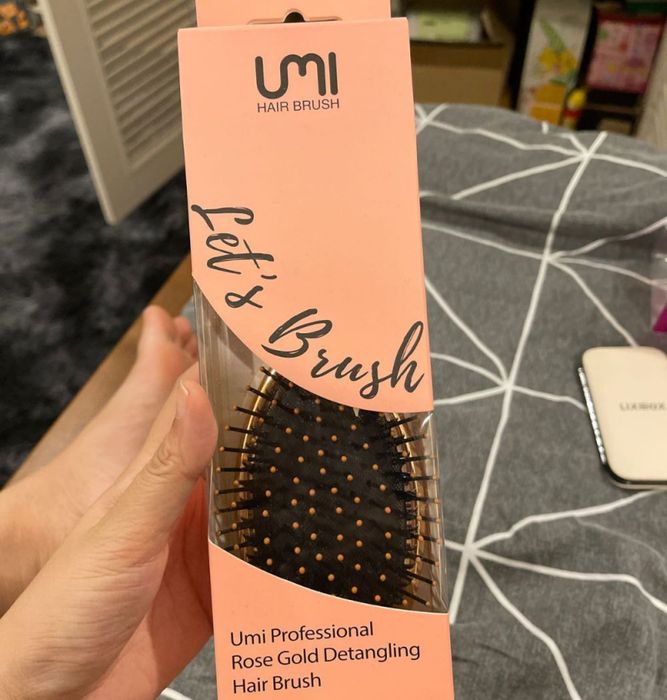 UMI
HAIR BRUSH
Let's Brush
Umi Professional
Rose Gold Detangling
Hair Brush